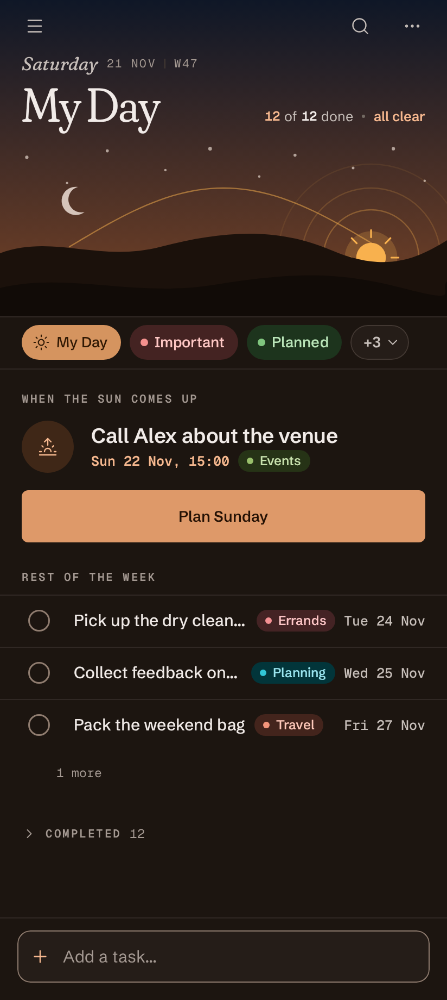 Saturday 21 NOV W47
My Day
12 of 12 done • all clear
My Day
Important
Planned
+3
WHEN THE SUN COMES UP
Call Alex about the venue
Sun 22 Nov, 15:00 Events
Plan Sunday
REST OF THE WEEK
Pick up the dry clean... Errands Tue 24 Nov
Collect feedback on... Planning Wed 25 Nov
Pack the weekend bag Travel Fri 27 Nov
1 more
COMPLETED 12
Add a task...